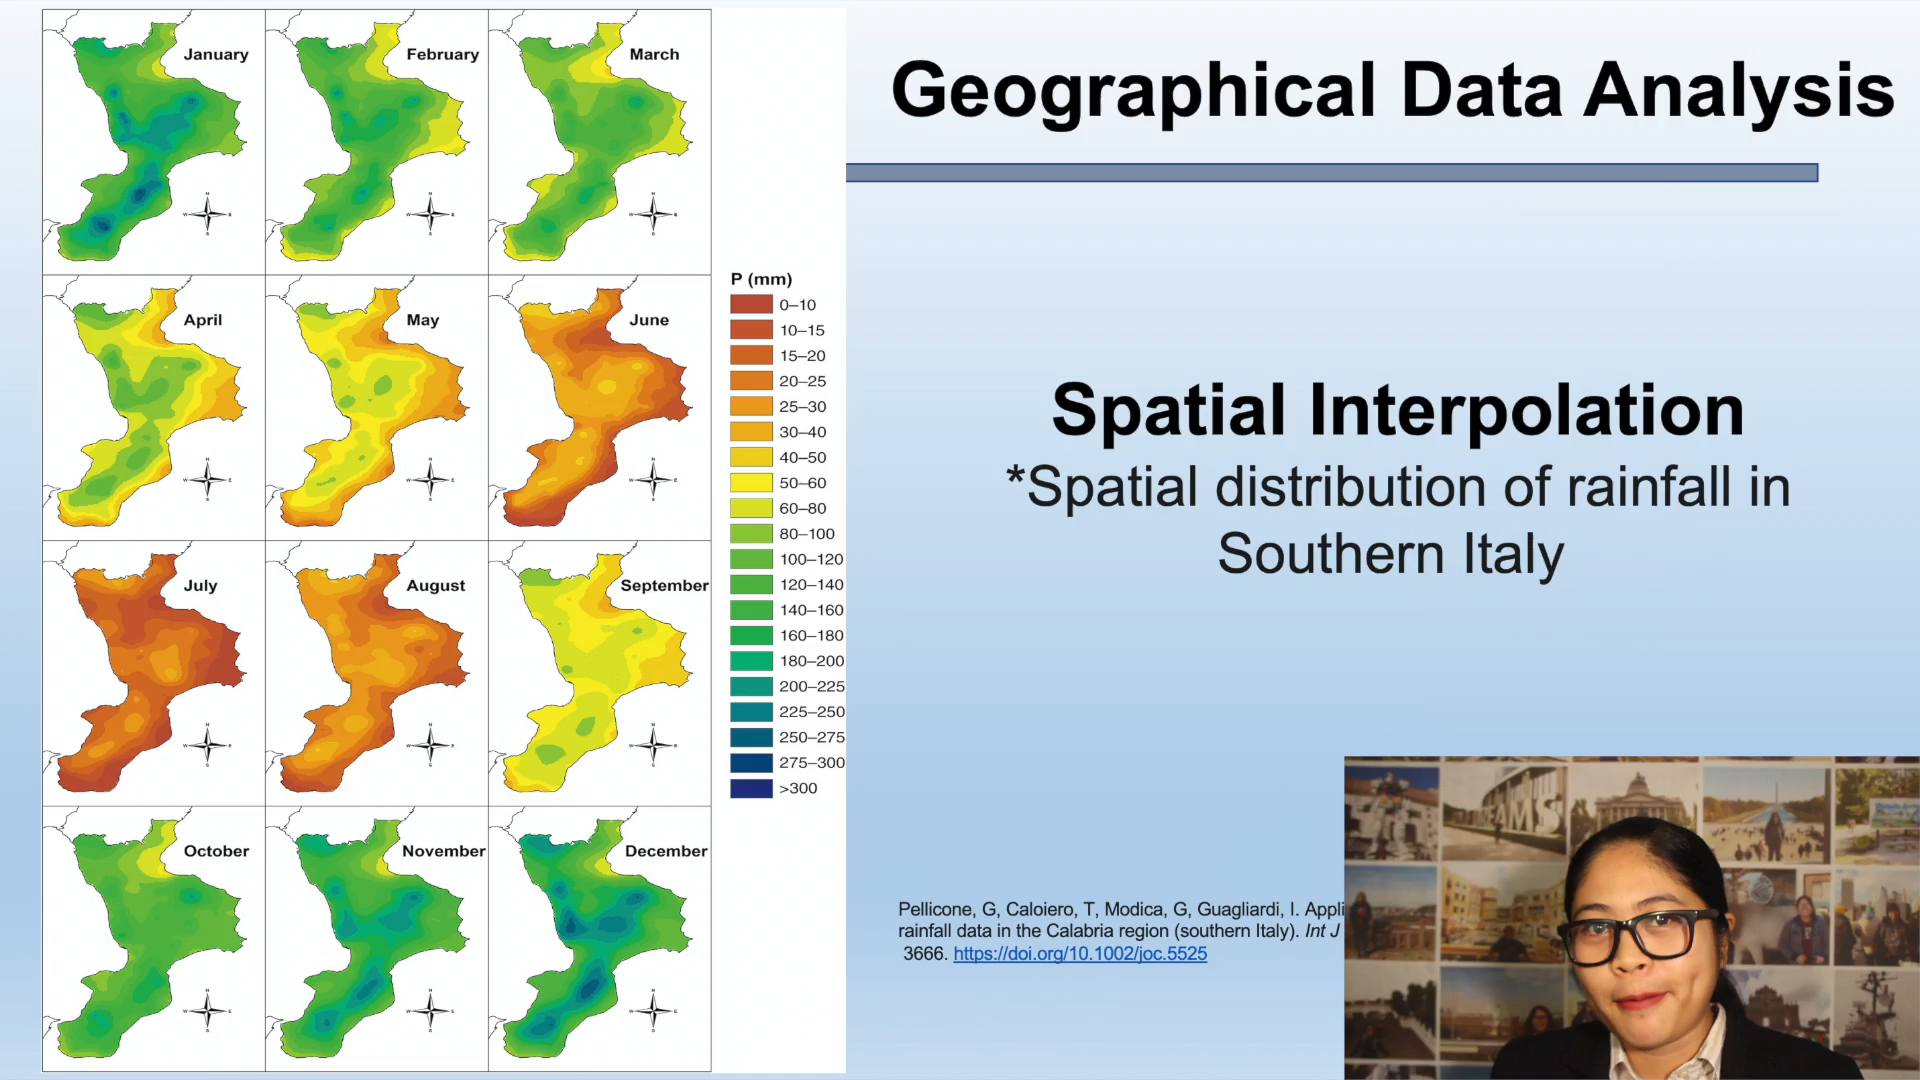 January
February
March
April
May
June
July
August
September
October
November
December
P (mm)
0–10
10–15
15–20
20–25
25–30
30–40
40–50
50–60
60–80
80–100
100–120
120–140
140–160
160–180
180–200
200–225
225–250
250–275
275–300
>300
Geographical Data Analysis
Spatial Interpolation
*Spatial distribution of rainfall in
Southern Italy
Pellicone, G, Caloiero, T, Modica, G, Guagliardi, I. Appli
rainfall data in the Calabria region (southern Italy). Int J
3666. https://doi.org/10.1002/joc.5525